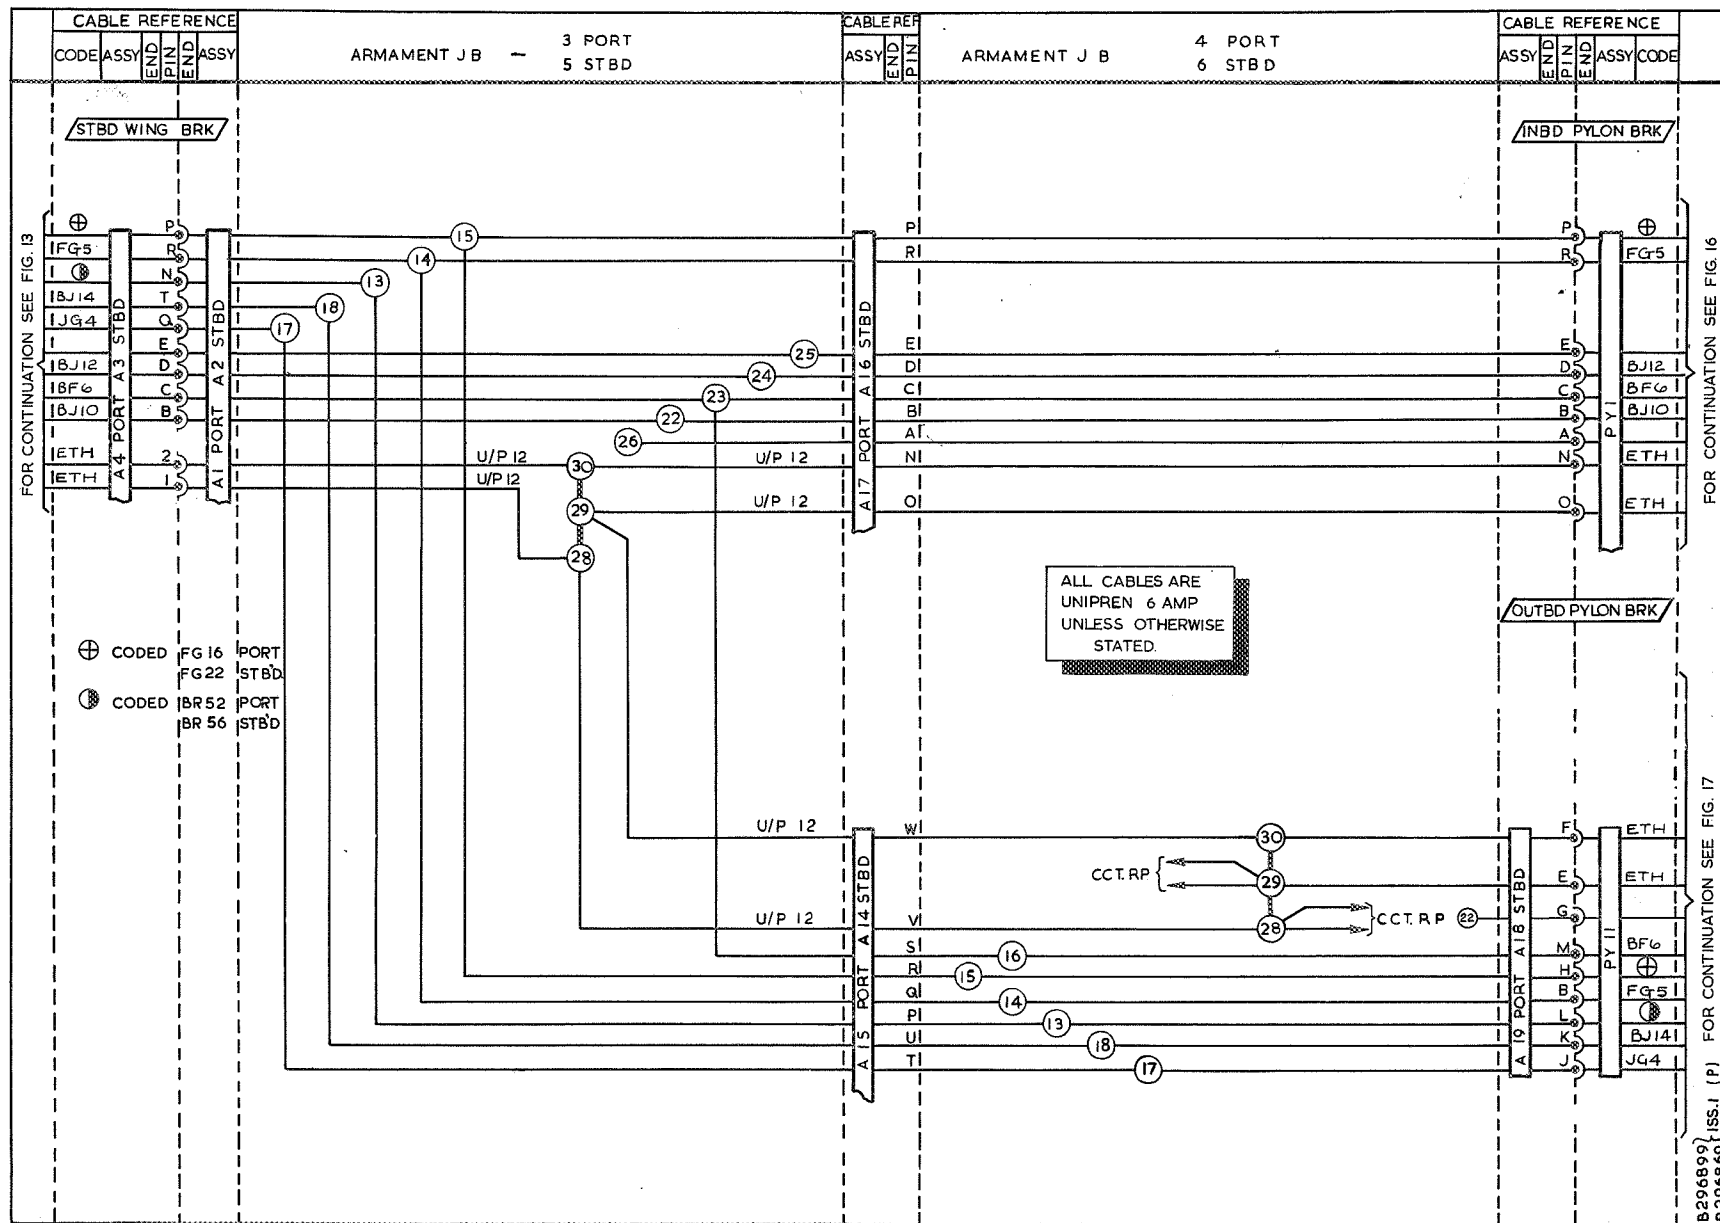 CABLE REFERENCE
CODE ASSY END PIN END ASSY
ARMAMENT J B - 3 PORT
5 STBD
CABLE REF
ASSY END PIN
ARMAMENT J B 4 PORT
6 STBD
CABLE REFERENCE
ASSY END PIN END ASSY CODE
STBD WING BRK
INBD PYLON BRK
FOR CONTINUATION SEE FIG. 13
P
FG5 R
N
BJ14 T
JG4 Q
E
BJ12 D
BF6 C
BJ10 B
ETH 2
ETH 1
A4 PORT A3 STBD
A1 PORT A2 STBD
15
14
13
18
17
25
24
23
22
26
U/P 12
30
U/P 12
U/P 12
29
U/P 12
28
A17 PORT A16 STBD
P
R
E
D
C
B
A
N
O
P
R FG5
E
D BJ12
C BF6
B BJ10
A
N ETH
O ETH
PY I
FOR CONTINUATION SEE FIG. 16
ALL CABLES ARE
UNIPREN 6 AMP
UNLESS OTHERWISE
STATED.
OUTBD PYLON BRK
CODED FG 16 PORT
FG 22 STB'D
CODED BR 52 PORT
BR 56 STB'D
U/P 12
U/P 12
A15 PORT A14 STBD
W
V
S
R
Q
P
U
T
30
CCT. RP
29
28
CCT. R P 22
16
15
14
13
18
17
A19 PORT A18 STBD
F ETH
E ETH
G
M BF6
H
B FG5
L
K BJ14
J JG4
PY II
FOR CONTINUATION SEE FIG. 17
B296899
ISS.1 (P)